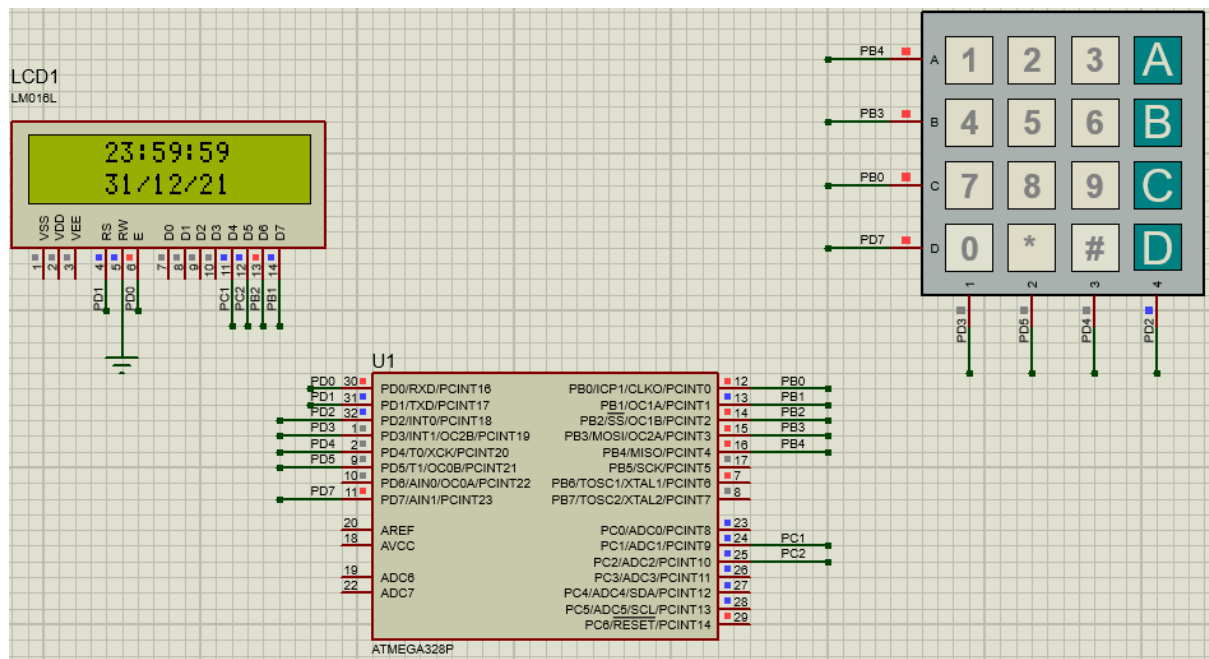 LCD1
LM016L
23:59:59
31/12/21
VSS VDD VEE RS RW E D0 D1 D2 D3 D4 D5 D6 D7
1 2 3 4 5 6 7 8 9 10 11 12 13 14
PD1 PD0 PC1 PC2 PB2 PB1
PB4 A 1 2 3 A
PB3 B 4 5 6 B
PB0 C 7 8 9 C
PD7 D 0 * # D
1 2 3 4
PD3 PD5 PD4 PD2
U1
PD0 30 PD0/RXD/PCINT16 PB0/ICP1/CLKO/PCINT0 12 PB0
PD1 31 PD1/TXD/PCINT17 PB1/OC1A/PCINT1 13 PB1
PD2 32 PD2/INT0/PCINT18 PB2/SS/OC1B/PCINT2 14 PB2
PD3 1 PD3/INT1/OC2B/PCINT19 PB3/MOSI/OC2A/PCINT3 15 PB3
PD4 2 PD4/T0/XCK/PCINT20 PB4/MISO/PCINT4 16 PB4
PD5 9 PD5/T1/OC0B/PCINT21 PB5/SCK/PCINT5 17
10 PD6/AIN0/OC0A/PCINT22 PB6/TOSC1/XTAL1/PCINT6 7
PD7 11 PD7/AIN1/PCINT23 PB7/TOSC2/XTAL2/PCINT7 8
20 AREF PC0/ADC0/PCINT8 23
18 AVCC PC1/ADC1/PCINT9 24 PC1
PC2/ADC2/PCINT10 25 PC2
19 ADC6 PC3/ADC3/PCINT11 26
22 ADC7 PC4/ADC4/SDA/PCINT12 27
PC5/ADC5/SCL/PCINT13 28
PC6/RESET/PCINT14 29
ATMEGA328P